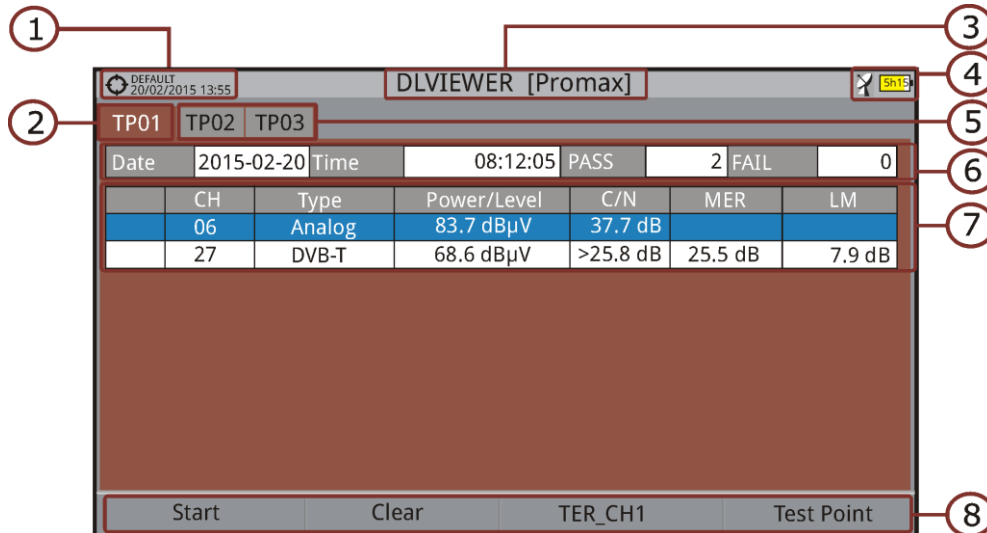 1
3
DEFAULT
20/02/2015 13:55
DLVIEWER [Promax]
5h15
4
2
TP01 TP02 TP03
5
Date 2015-02-20 Time 08:12:05 PASS 2 FAIL 0
6
CH Type Power/Level C/N MER LM
06 Analog 83.7 dBµV 37.7 dB
7
27 DVB-T 68.6 dBµV >25.8 dB 25.5 dB 7.9 dB
Start Clear TER_CH1 Test Point
8